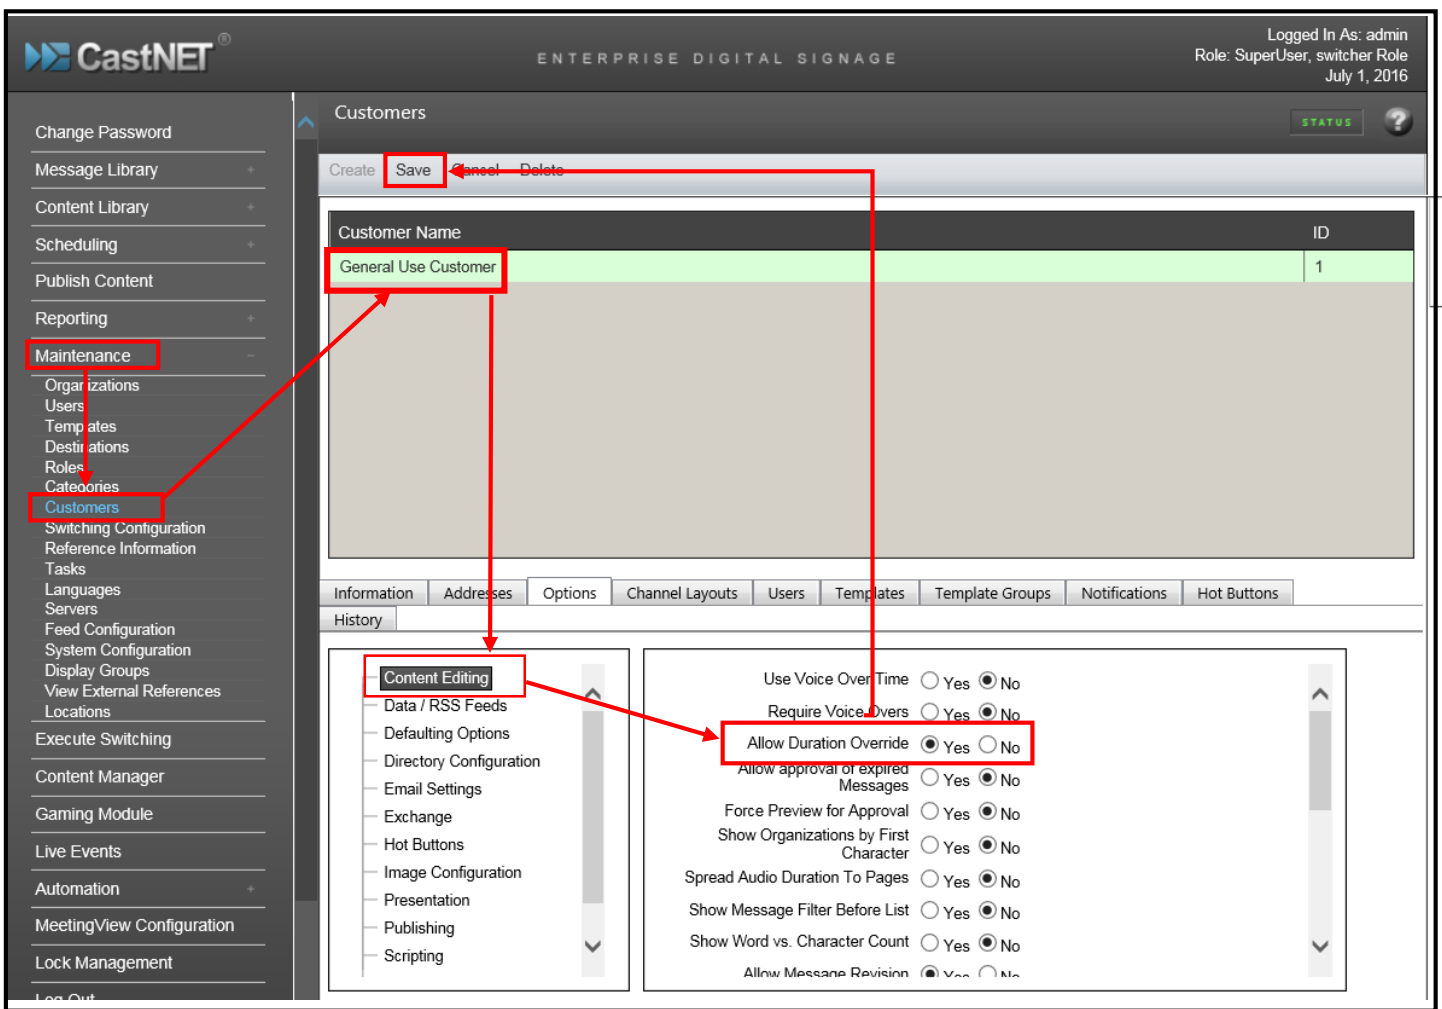 CastNET®
ENTERPRISE DIGITAL SIGNAGE
Logged In As: admin
Role: SuperUser, switcher Role
July 1, 2016
Change Password
Message Library +
Content Library +
Scheduling +
Publish Content
Reporting +
Maintenance −
Organizations
Users
Templates
Destinations
Roles
Categories
Customers
Switching Configuration
Reference Information
Tasks
Languages
Servers
Feed Configuration
System Configuration
Display Groups
View External References
Locations
Execute Switching
Content Manager
Gaming Module
Live Events
Automation +
MeetingView Configuration
Lock Management
Log Out
Customers
STATUS ?
Create Save Cancel Delete
Customer Name ID
General Use Customer 1
Information Addresses Options Channel Layouts Users Templates Template Groups Notifications Hot Buttons
History
Content Editing
Data / RSS Feeds
Defaulting Options
Directory Configuration
Email Settings
Exchange
Hot Buttons
Image Configuration
Presentation
Publishing
Scripting
Use Voice Over Time Yes No
Require Voice Overs Yes No
Allow Duration Override Yes No
Allow approval of expired
Messages Yes No
Force Preview for Approval Yes No
Show Organizations by First
Character Yes No
Spread Audio Duration To Pages Yes No
Show Message Filter Before List Yes No
Show Word vs. Character Count Yes No
Allow Message Revision Yes No